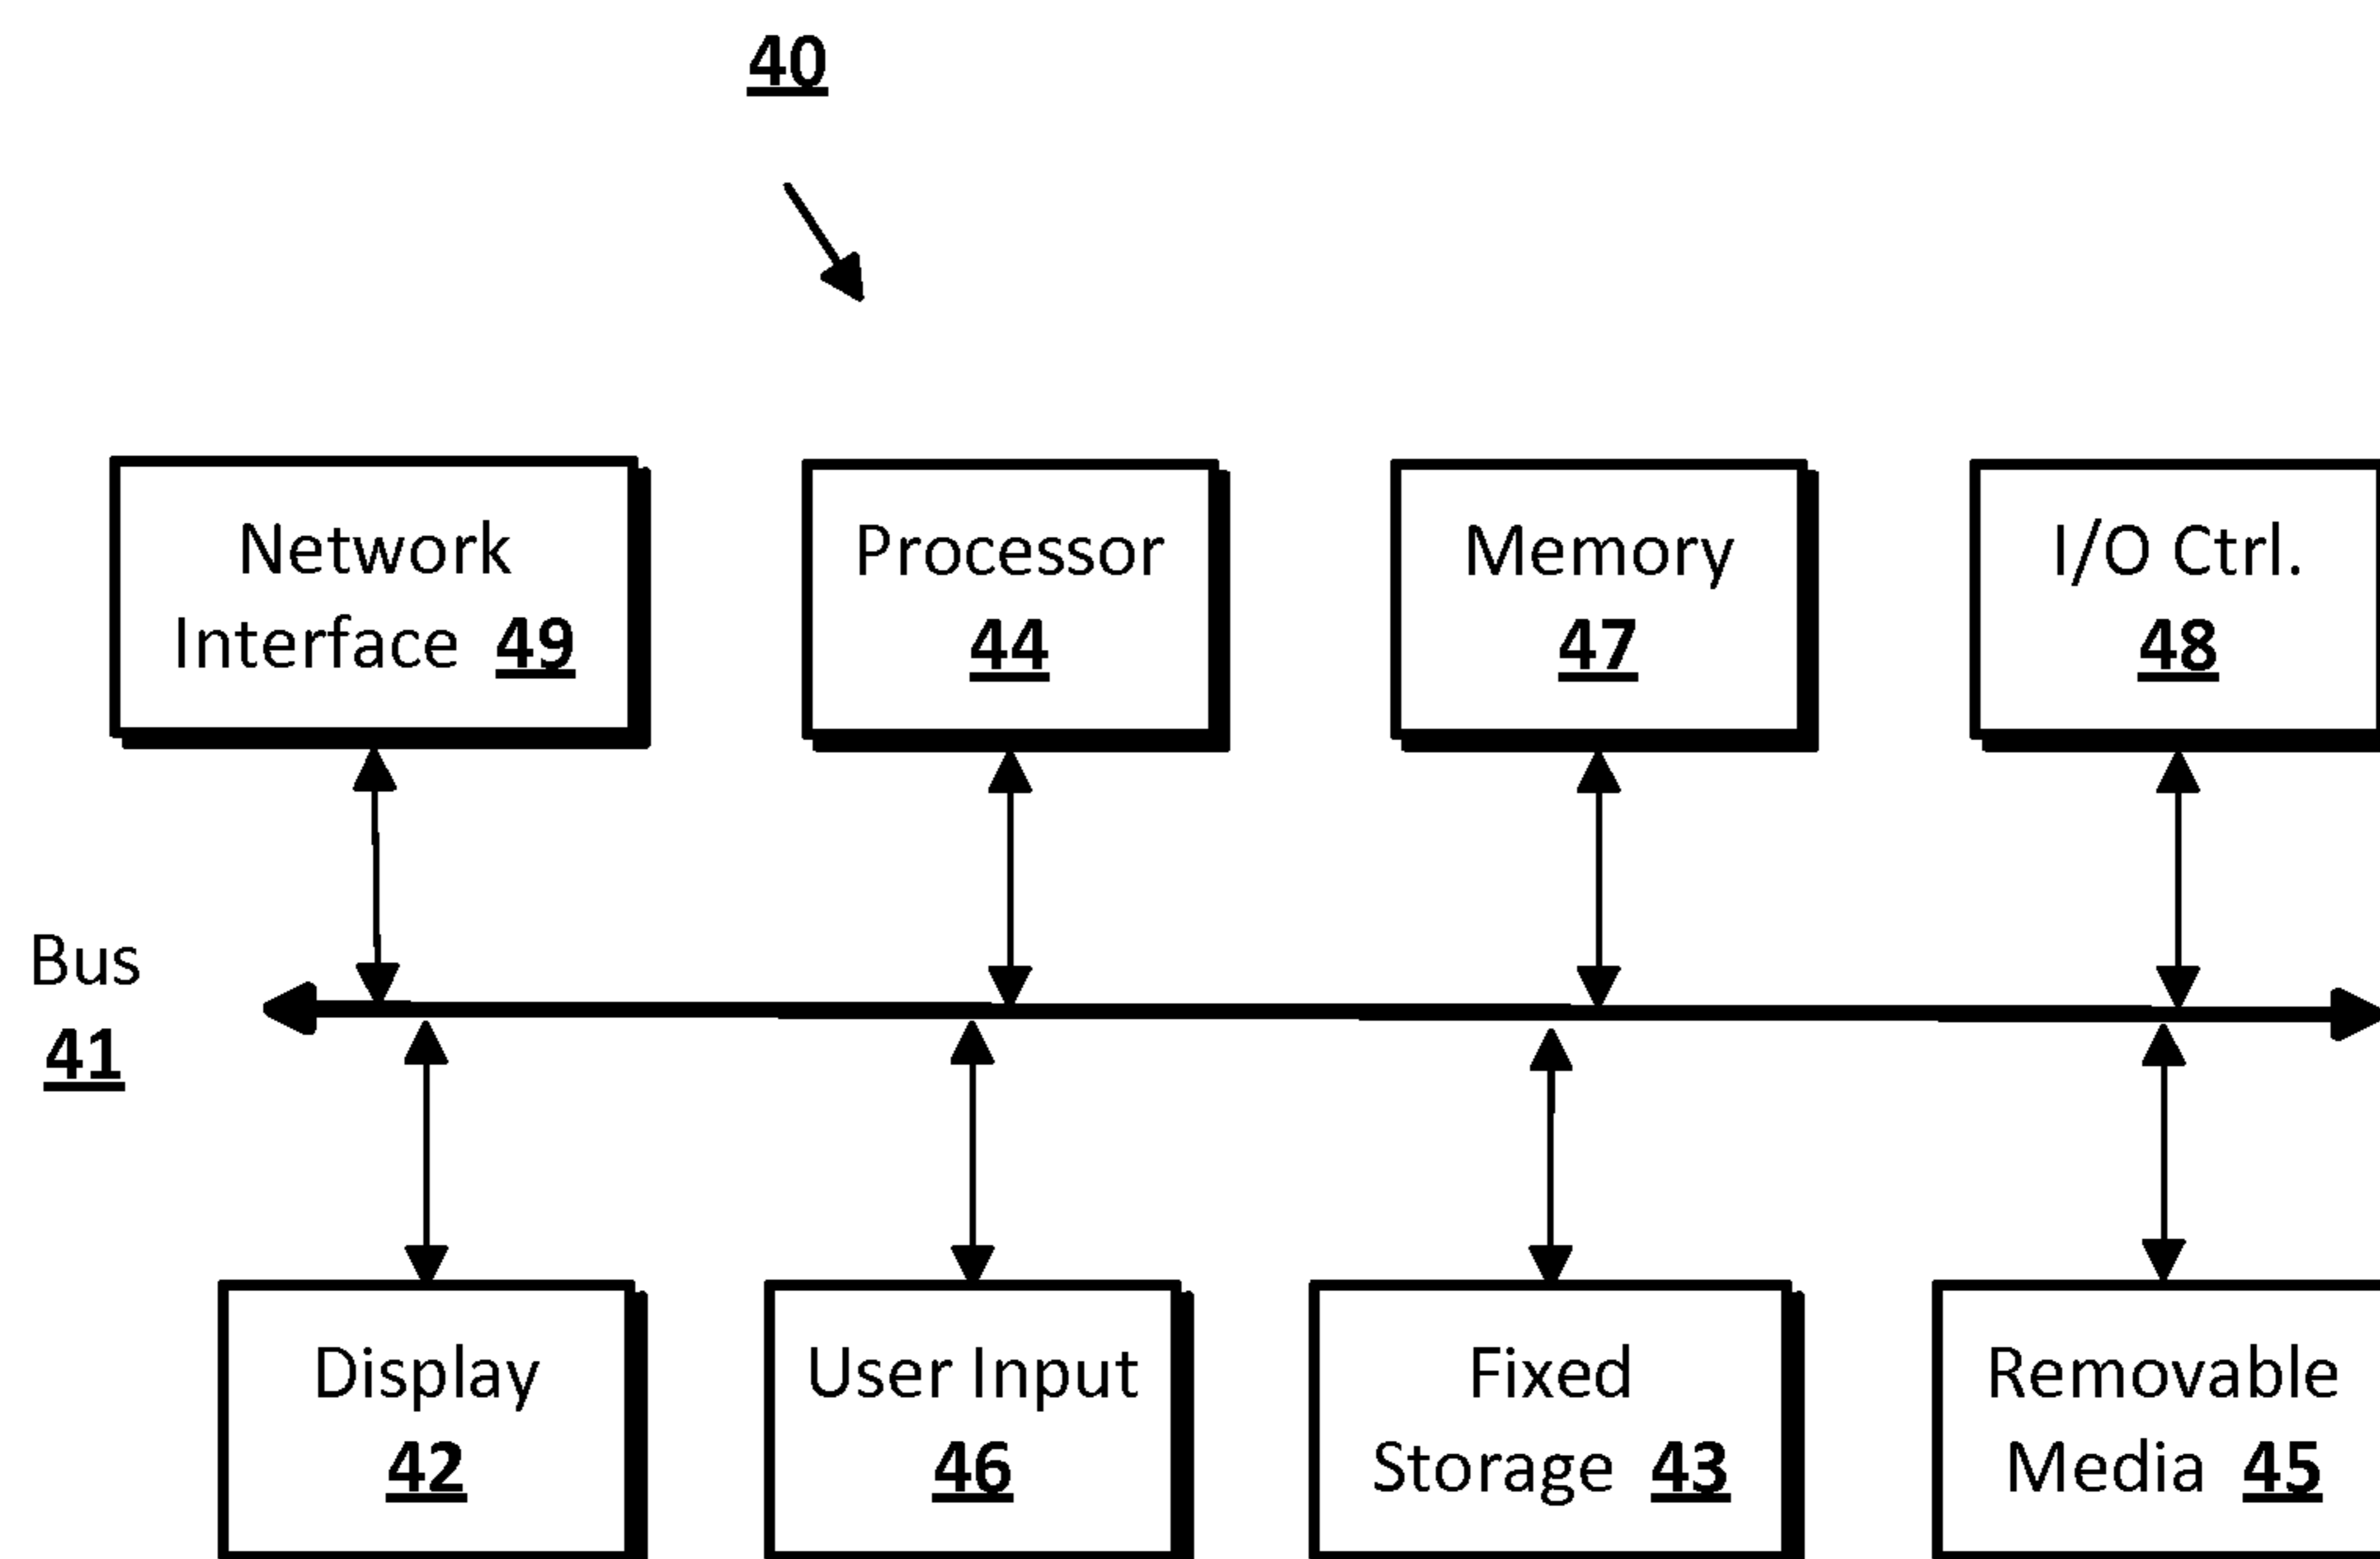 40
Network
Interface 49
Processor
44
Memory
47
I/O Ctrl.
48
Bus
41
Display
42
User Input
46
Fixed
Storage 43
Removable
Media 45